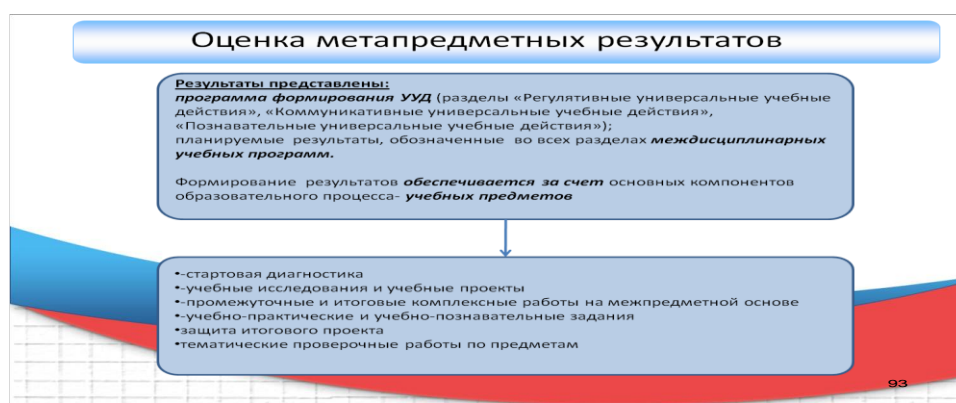 Оценка метапредметных результатов
Результаты представлены:
программа формирования УУД (разделы «Регулятивные универсальные учебные
действия», «Коммуникативные универсальные учебные действия»,
«Познавательные универсальные учебные действия»);
планируемые результаты, обозначенные во всех разделах междисциплинарных
учебных программ.
Формирование результатов обеспечивается за счет основных компонентов
образовательного процесса- учебных предметов
•-стартовая диагностика
•-учебные исследования и учебные проекты
•-промежуточные и итоговые комплексные работы на межпредметной основе
•-учебно-практические и учебно-познавательные задания
•защита итогового проекта
•тематические проверочные работы по предметам
93